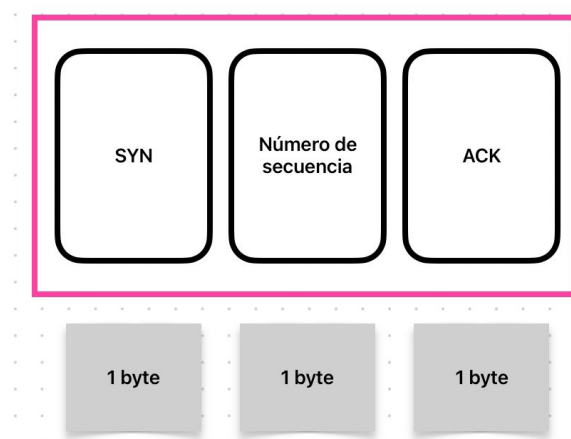 SYN
Número de
secuencia
ACK
1 byte
1 byte
1 byte